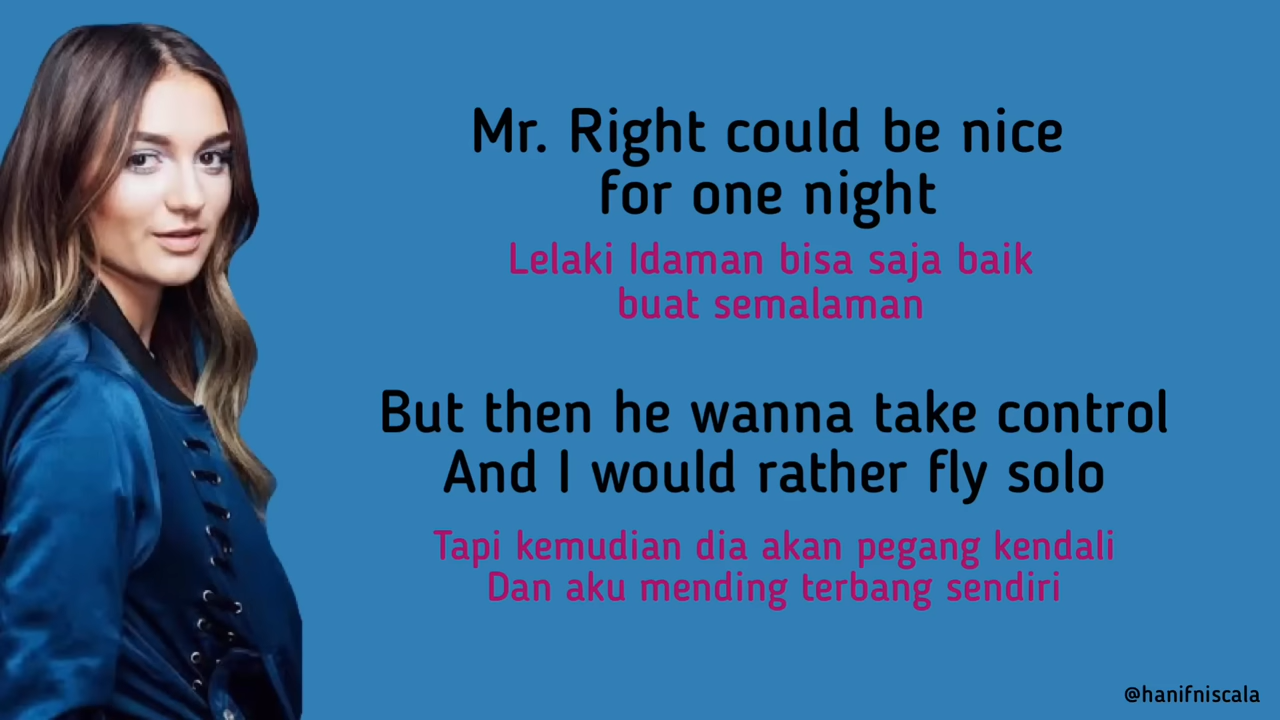 Mr. Right could be nice
for one night
Lelaki Idaman bisa saja baik
buat semalaman
But then he wanna take control
And I would rather fly solo
Tapi kemudian dia akan pegang kendali
Dan aku mending terbang sendiri
@hanifniscala